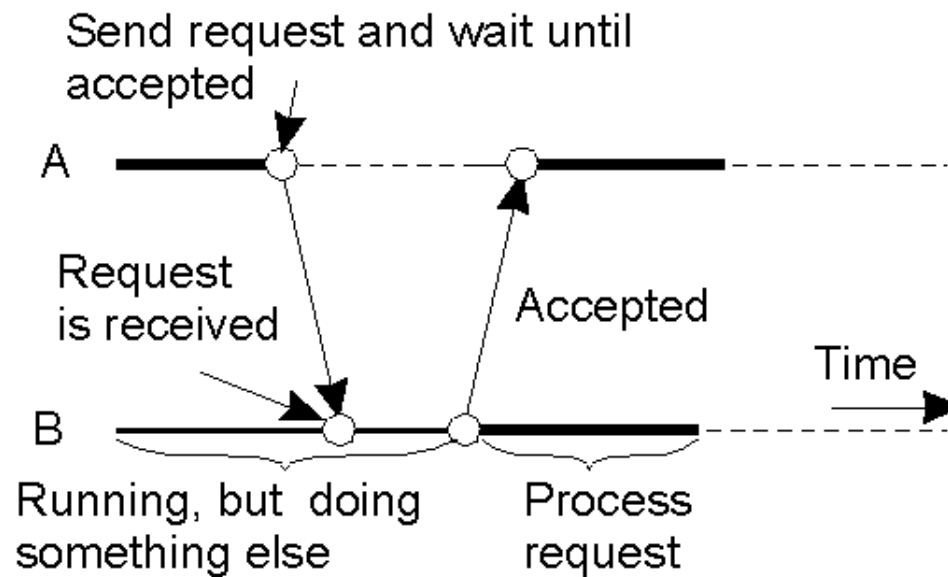 Send request and wait until
accepted
A
Request
is received
Accepted
Time
B
Running, but doing
something else
Process
request